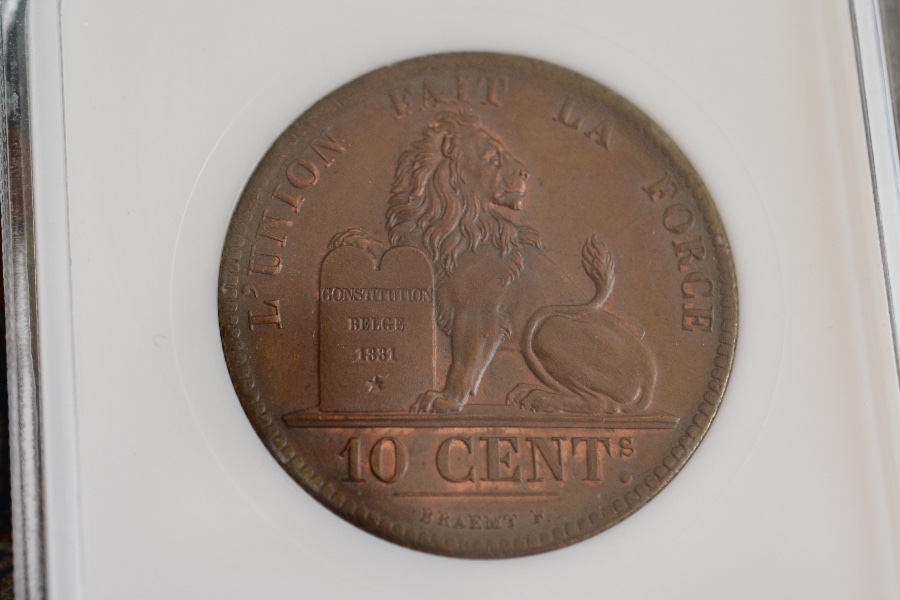 L'UNION FAIT LA FORCE
CONSTITUTION
BELGE
1831
10 CENTS.
BRAEMT F.